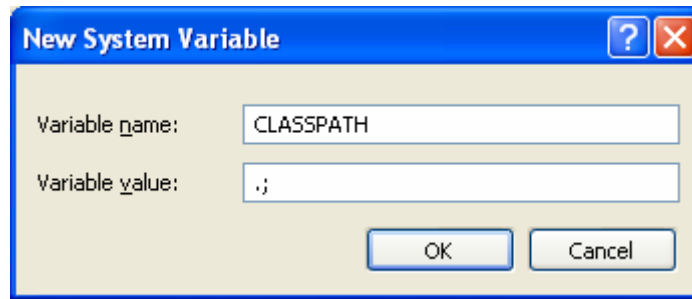 New System Variable
Variable name: CLASSPATH
Variable value: .;
OK Cancel